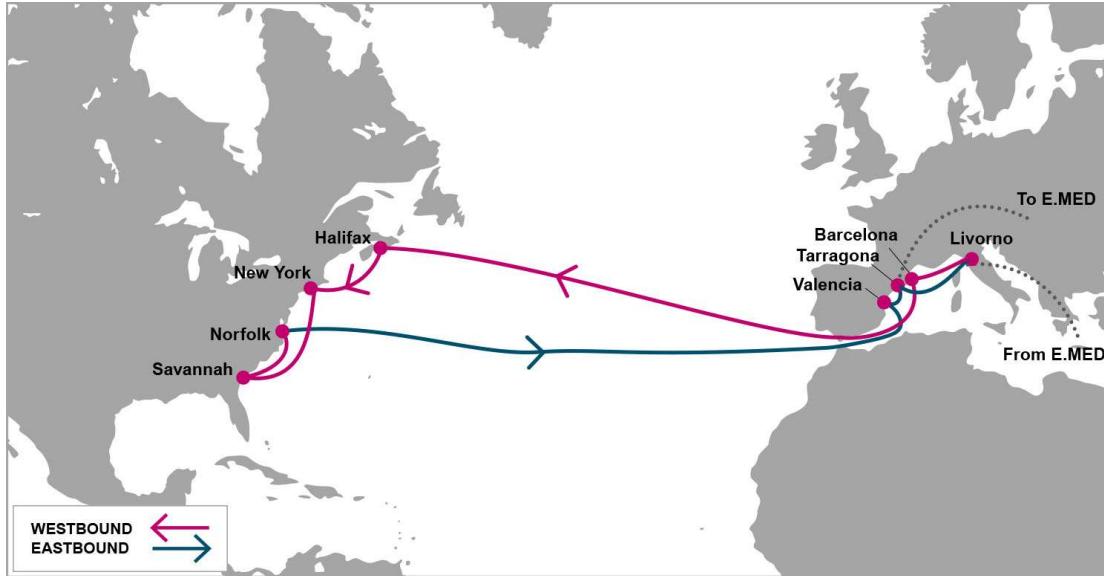 To E.MED
Barcelona
Livorno
Tarragona
Halifax
New York
Valencia
Norfolk
From E.MED
Savannah
WESTBOUND
EASTBOUND